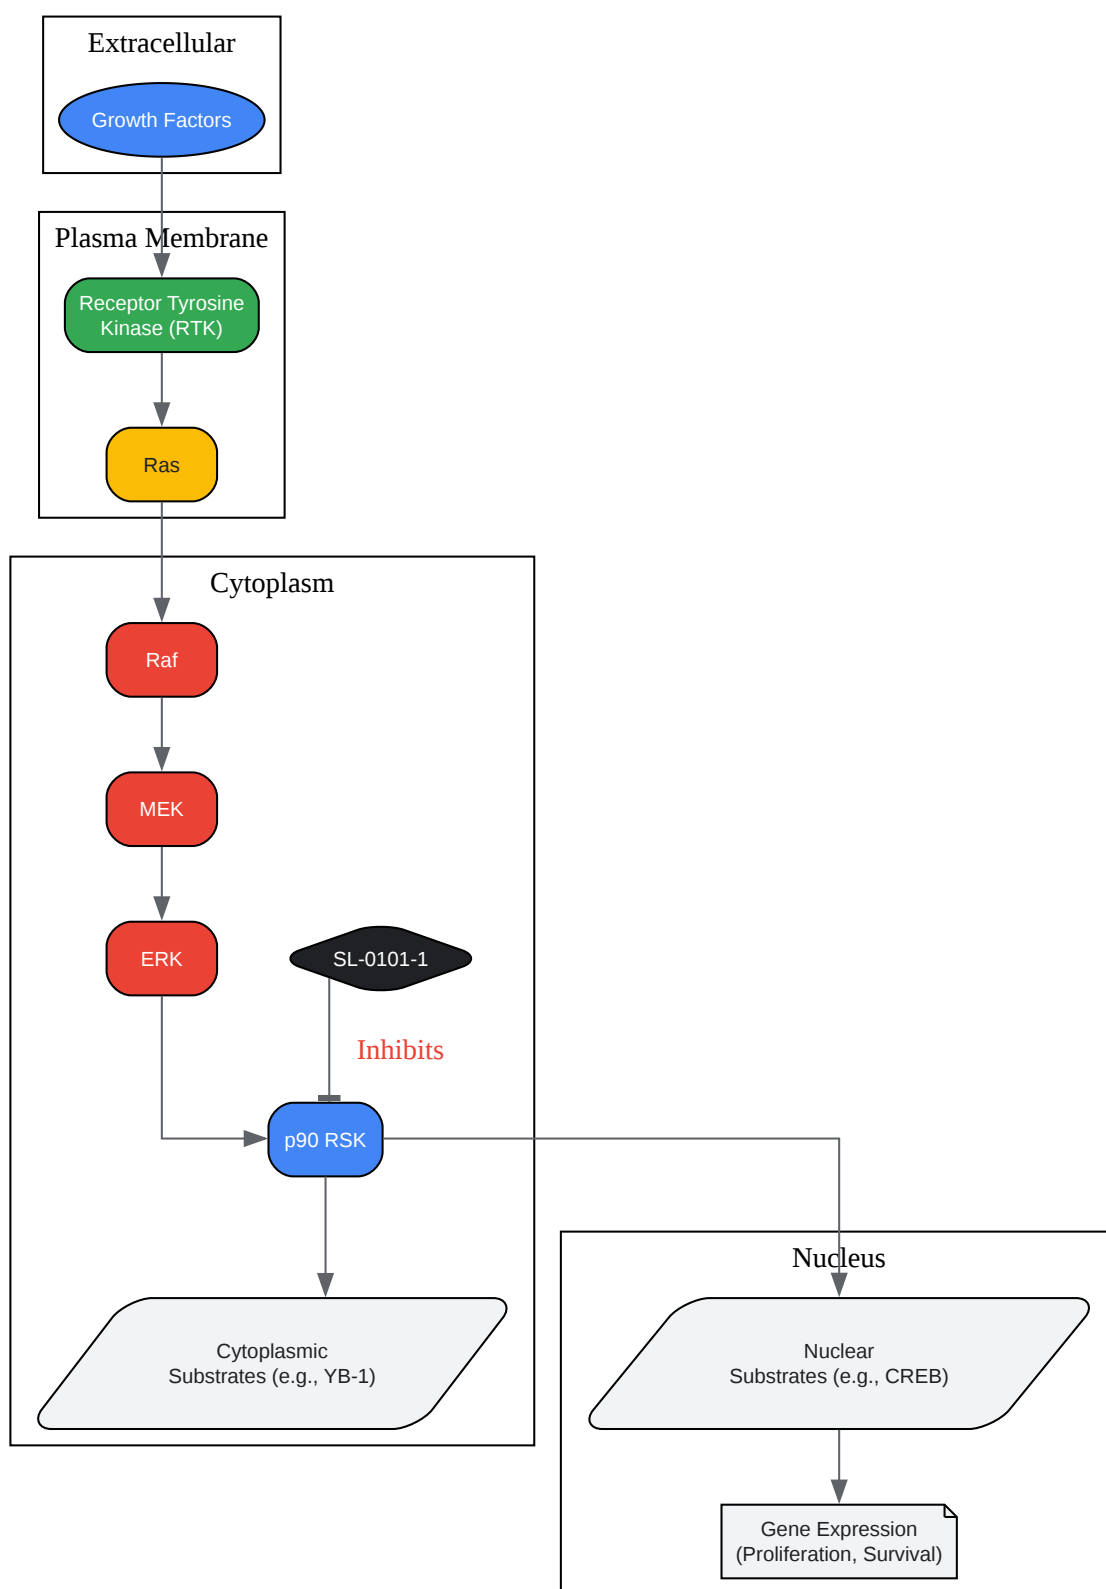 Extracellular
Growth Factors
Plasma Membrane
Receptor Tyrosine
Kinase (RTK)
Ras
Cytoplasm
Raf
MEK
ERK
SL-0101-1
Inhibits
p90 RSK
Nucleus
Cytoplasmic
Substrates (e.g., YB-1)
Nuclear
Substrates (e.g., CREB)
Gene Expression
(Proliferation, Survival)